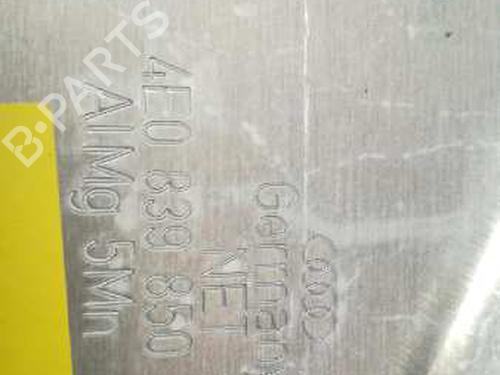 Germany
NET
4E0 839 850
AlMg 5Mn
B-PARTS